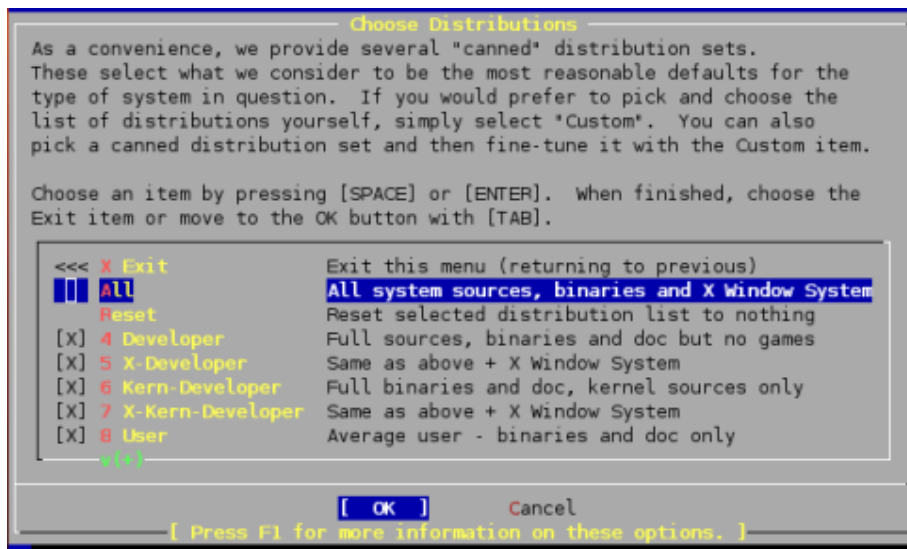 Choose Distributions
As a convenience, we provide several "canned" distribution sets.
These select what we consider to be the most reasonable defaults for the
type of system in question.  If you would prefer to pick and choose the
list of distributions yourself, simply select "Custom".  You can also
pick a canned distribution set and then fine-tune it with the Custom item.
Choose an item by pressing [SPACE] or [ENTER].  When finished, choose the
Exit item or move to the OK button with [TAB].
<<< X Exit Exit this menu (returning to previous)
[ ] All All system sources, binaries and X Window System
Reset Reset selected distribution list to nothing
[X] 4 Developer Full sources, binaries and doc but no games
[X] 5 X-Developer Same as above + X Window System
[X] 6 Kern-Developer Full binaries and doc, kernel sources only
[X] 7 X-Kern-Developer Same as above + X Window System
[X] 8 User Average user - binaries and doc only
v(+)
[ OK ] Cancel
[ Press F1 for more information on these options. ]